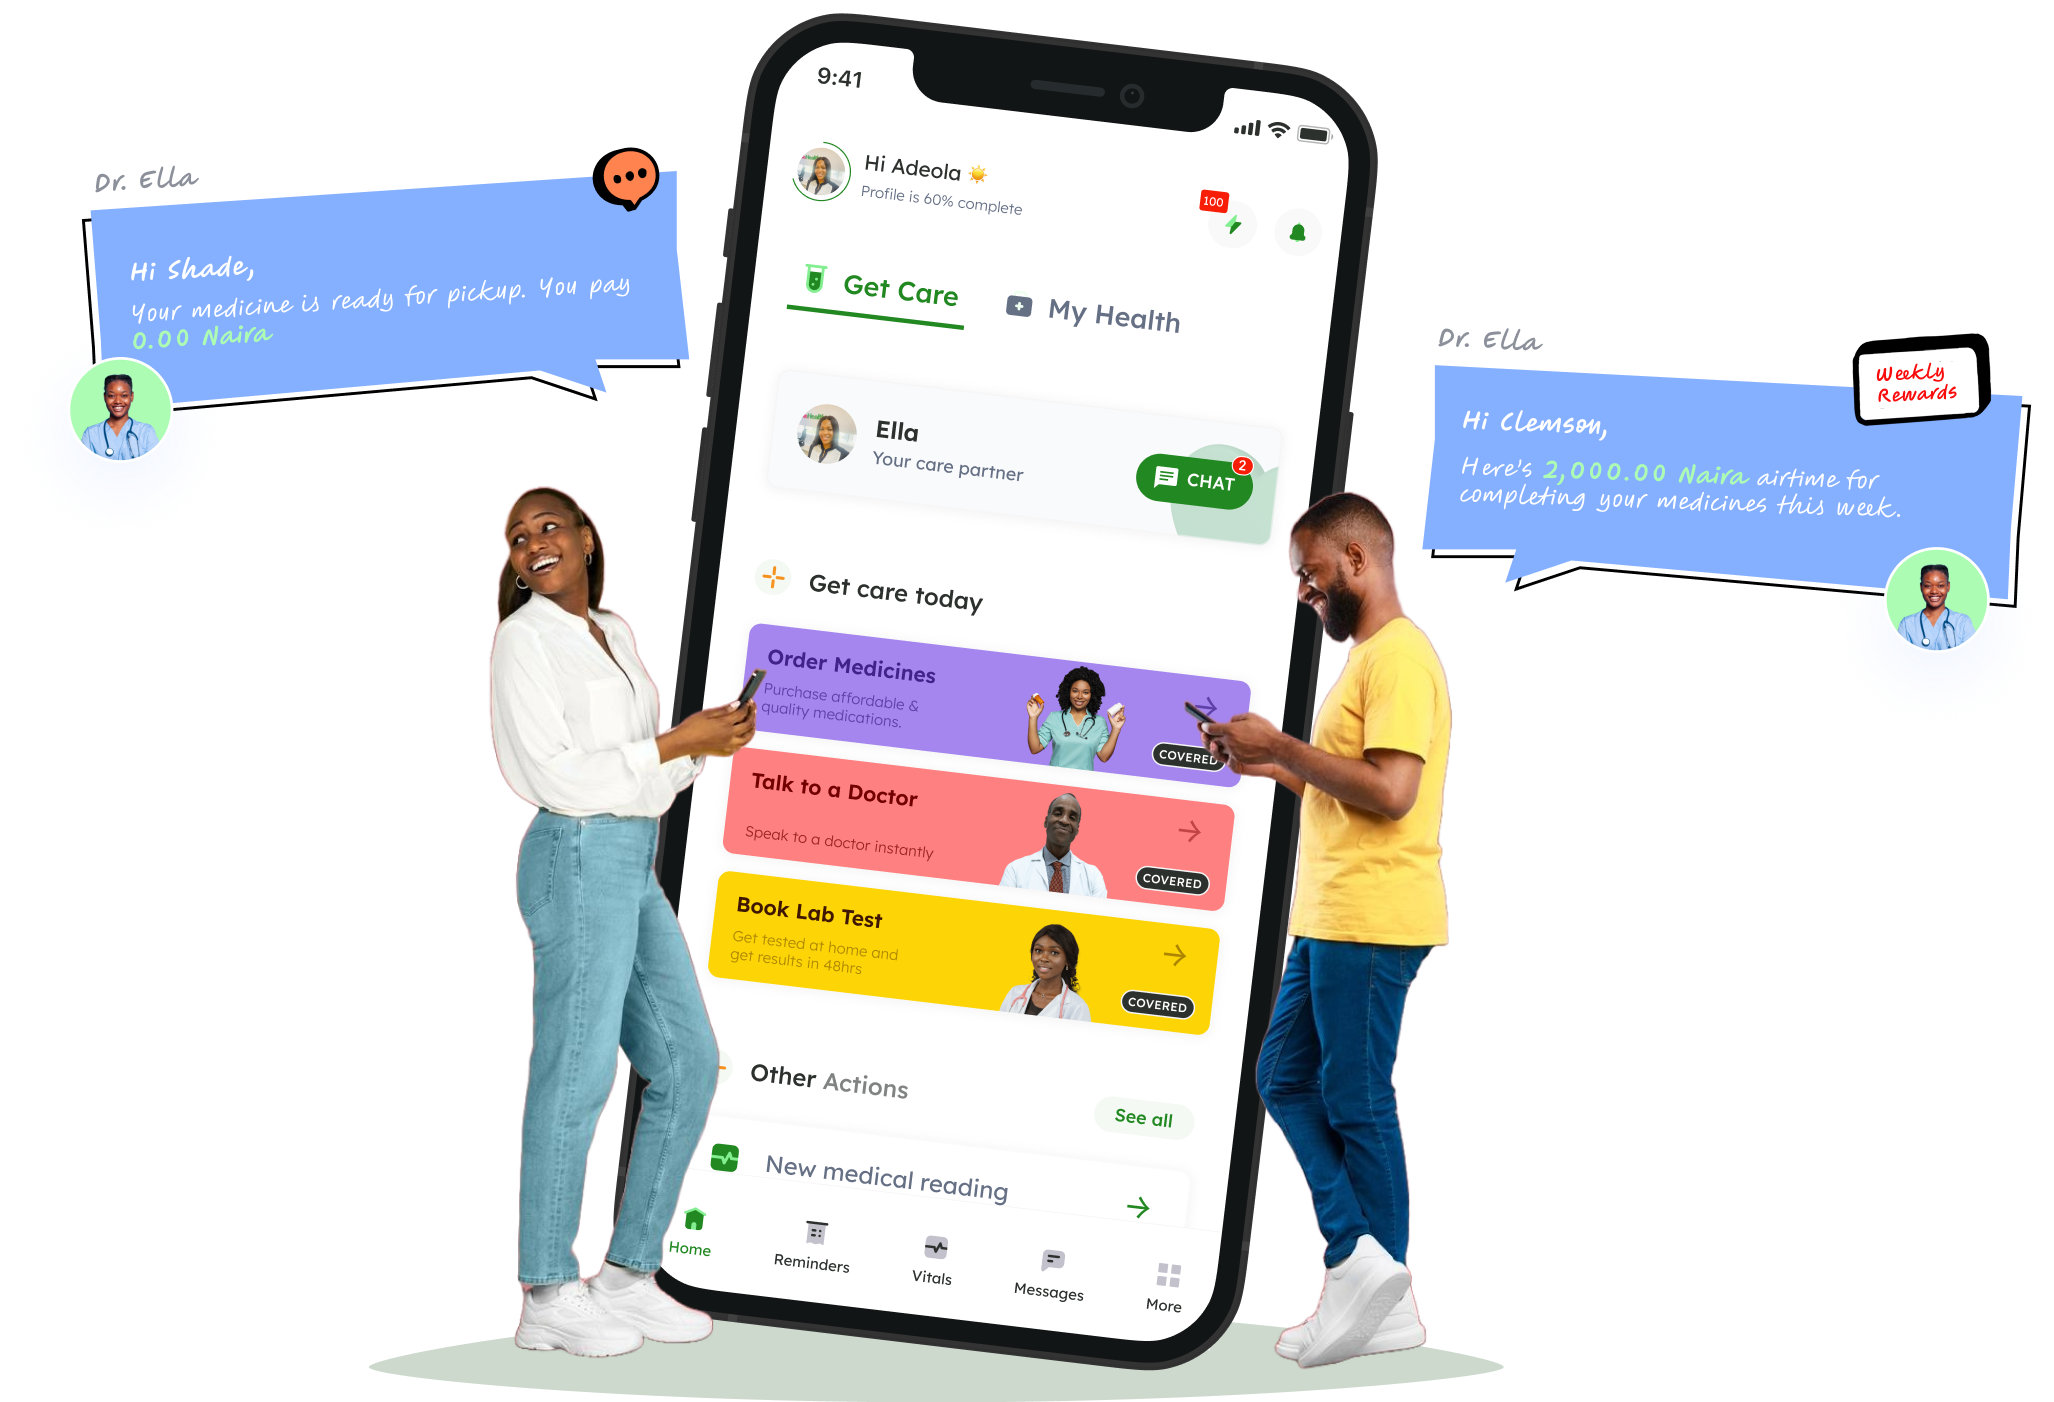 Dr. Ella
Hi Shade,
Your medicine is ready for pickup. You pay
0.00 Naira
9:41
Hi Adeola
Profile is 60% complete
100
Get Care
My Health
Ella
Your care partner
CHAT
2
Get care today
Order Medicines
Purchase affordable &
quality medications.
COVERED
Talk to a Doctor
Speak to a doctor instantly
COVERED
Book Lab Test
Get tested at home and
get results in 48hrs
COVERED
Other Actions
See all
New medical reading
Home
Reminders
Vitals
Messages
More
Dr. Ella
Weekly
Rewards
Hi Clemson,
Here's 2,000.00 Naira airtime for
completing your medicines this week.